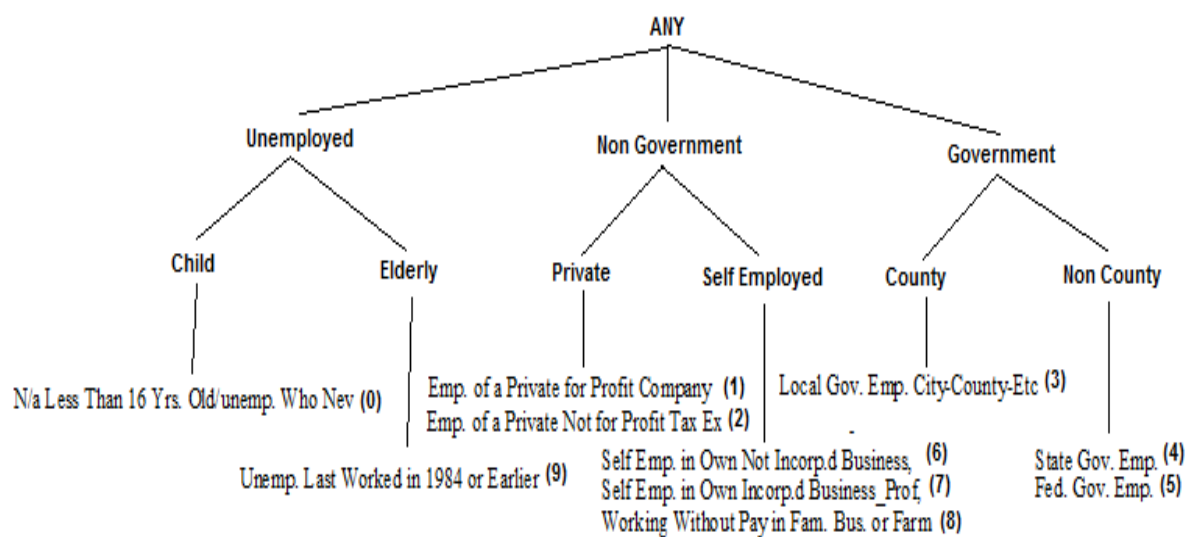 ANY
Unemployed
Non Government
Government
Child
Elderly
Private
Self Employed
County
Non County
N/a Less Than 16 Yrs. Old/unemp. Who Nev (0)
Emp. of a Private for Profit Company (1)
Emp. of a Private Not for Profit Tax Ex (2)
Local Gov. Emp. City-County-Etc (3)
Unemp. Last Worked in 1984 or Earlier (9)
Self Emp. in Own Not Incorp.d Business, (6)
Self Emp. in Own Incorp.d Business_Prof, (7)
Working Without Pay in Fam. Bus. or Farm (8)
State Gov. Emp. (4)
Fed. Gov. Emp. (5)